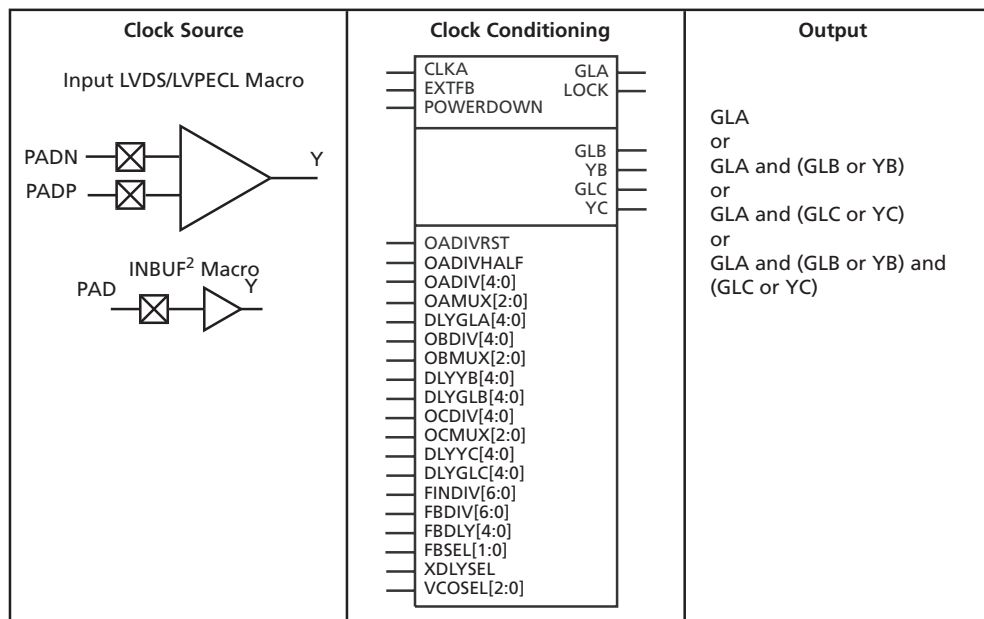 Clock Source
Input LVDS/LVPECL Macro
PADN
PADP
Y
INBUF2 Macro
PAD
Y
Clock Conditioning
CLKA
EXTFB
POWERDOWN
GLA
LOCK
GLB
YB
GLC
YC
OADIVRST
OADIVHALF
OADIV[4:0]
OAMUX[2:0]
DLYGLA[4:0]
OBDIV[4:0]
OBMUX[2:0]
DLYYB[4:0]
DLYGLB[4:0]
OCDIV[4:0]
OCMUX[2:0]
DLYYC[4:0]
DLYGLC[4:0]
FINDIV[6:0]
FBDIV[6:0]
FBDLY[4:0]
FBSEL[1:0]
XDLYSEL
VCOSEL[2:0]
Output
GLA
or
GLA and (GLB or YB)
or
GLA and (GLC or YC)
or
GLA and (GLB or YB) and
(GLC or YC)